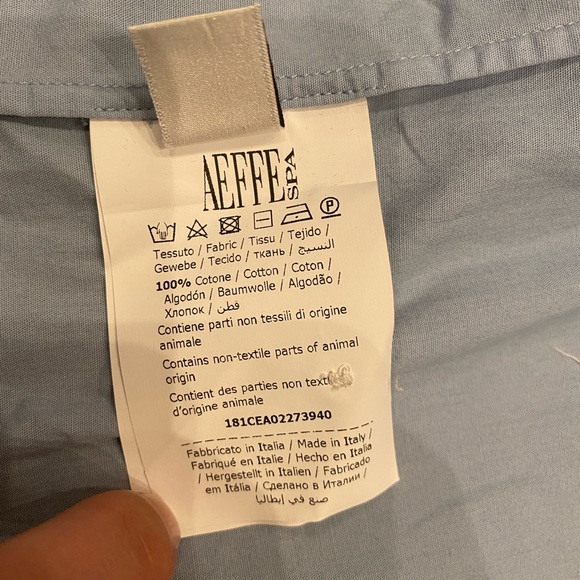 AEFFE SPA
P
Tessuto / Fabric / Tissu / Tejido /
Gewebe / Tecido / ткань / النسيج
100% Cotone / Cotton / Coton /
Algodón / Baumwolle / Algodão /
Хлопок / قطن
Contiene parti non tessili di origine
animale
Contains non-textile parts of animal
origin
Contient des parties non
d'origine animale
181CEA02273940
Fabbricato in Italia / Made in Italy /
Fabriqué en Italie / Hecho en Italia
/ Hergestellt in Italien / Fabricado
em Itália / Сделано в Италии /
صنع في إيطاليا